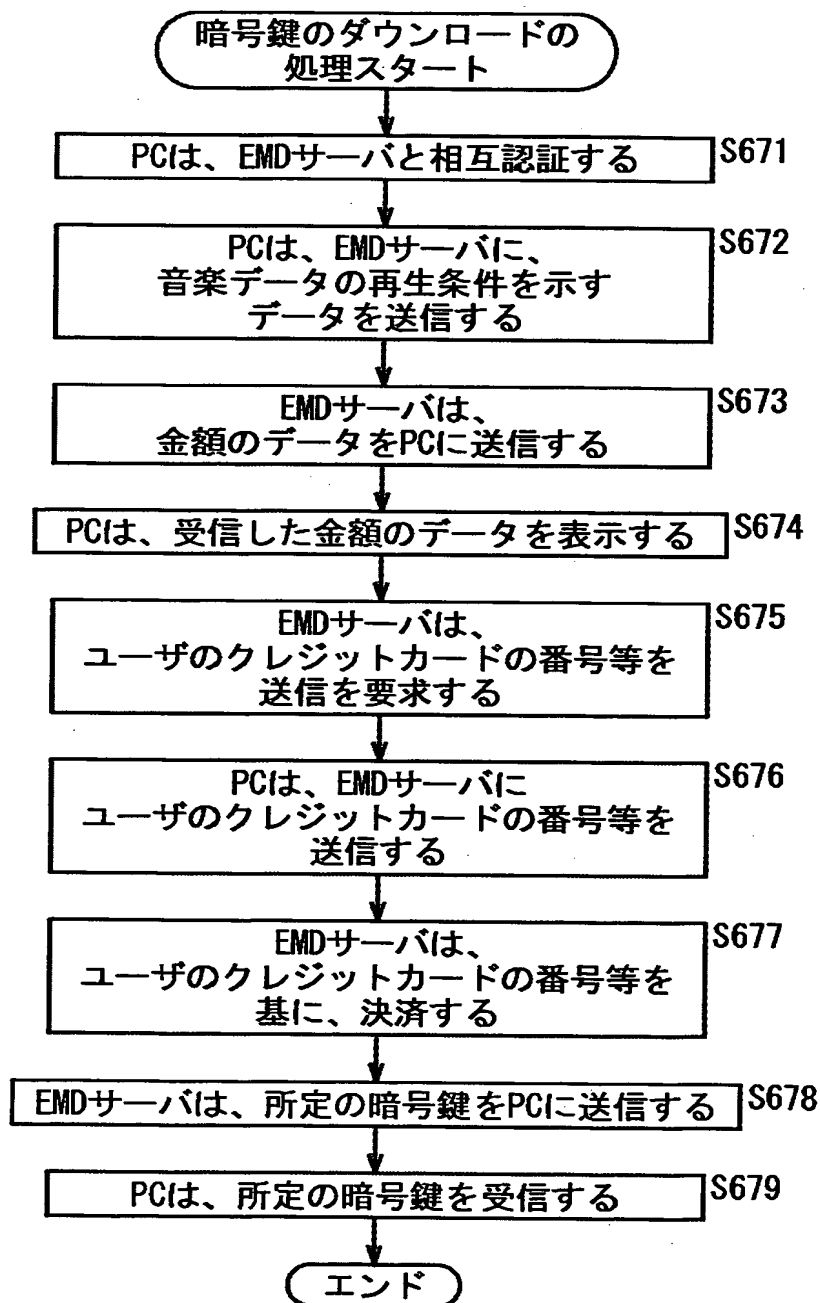 暗号鍵のダウンロードの
処理スタート
PCは、EMDサーバと相互認証する
S671
PCは、EMDサーバに、
音楽データの再生条件を示す
データを送信する
S672
EMDサーバは、
金額のデータをPCに送信する
S673
PCは、受信した金額のデータを表示する
S674
EMDサーバは、
ユーザのクレジットカードの番号等を
送信を要求する
S675
PCは、EMDサーバに
ユーザのクレジットカードの番号等を
送信する
S676
EMDサーバは、
ユーザのクレジットカードの番号等を
基に、決済する
S677
EMDサーバは、所定の暗号鍵をPCに送信する
S678
PCは、所定の暗号鍵を受信する
S679
エンド